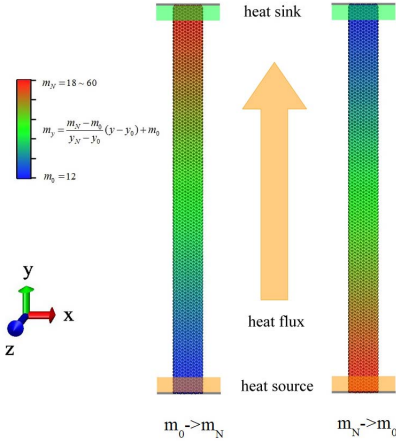 heat sink
m_N = 18 ~ 60
m_y = \frac{m_N - m_0}{y_N - y_0}(y - y_0) + m_0
m_0 = 12
y
x
z
heat flux
heat source
m_0->m_N
m_N->m_0